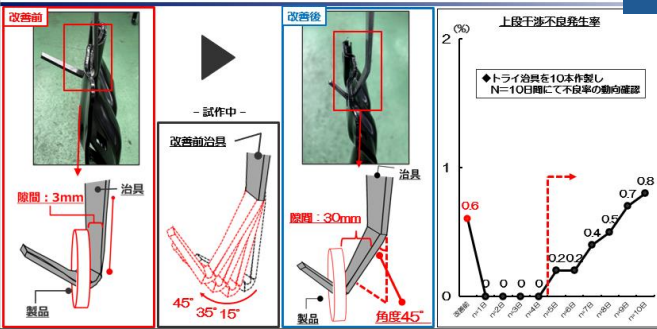 改善前
隙間：3mm
治具
製品
－試作中－
改善前治具
45°
35°
15°
改善後
治具
隙間：30mm
製品
角度45°
上段干渉不良発生率
(%)
2
◆トライ治具を10本作製し
N＝10日間にて不良率の動向確認
1
0.6
0
0
0
0
0.2
0.2
0.4
0.5
0.7
0.8
0
改善前
n=1日
n=2日
n=3日
n=4日
n=5日
n=6日
n=7日
n=8日
n=9日
n=10日